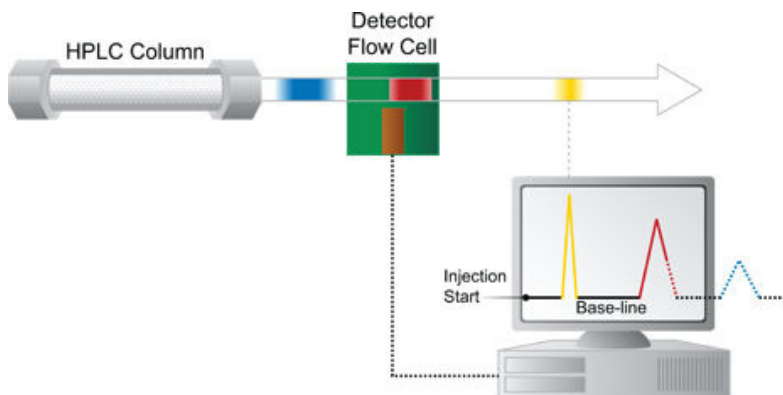 Detector
Flow Cell
HPLC Column
Injection
Start
Base-line